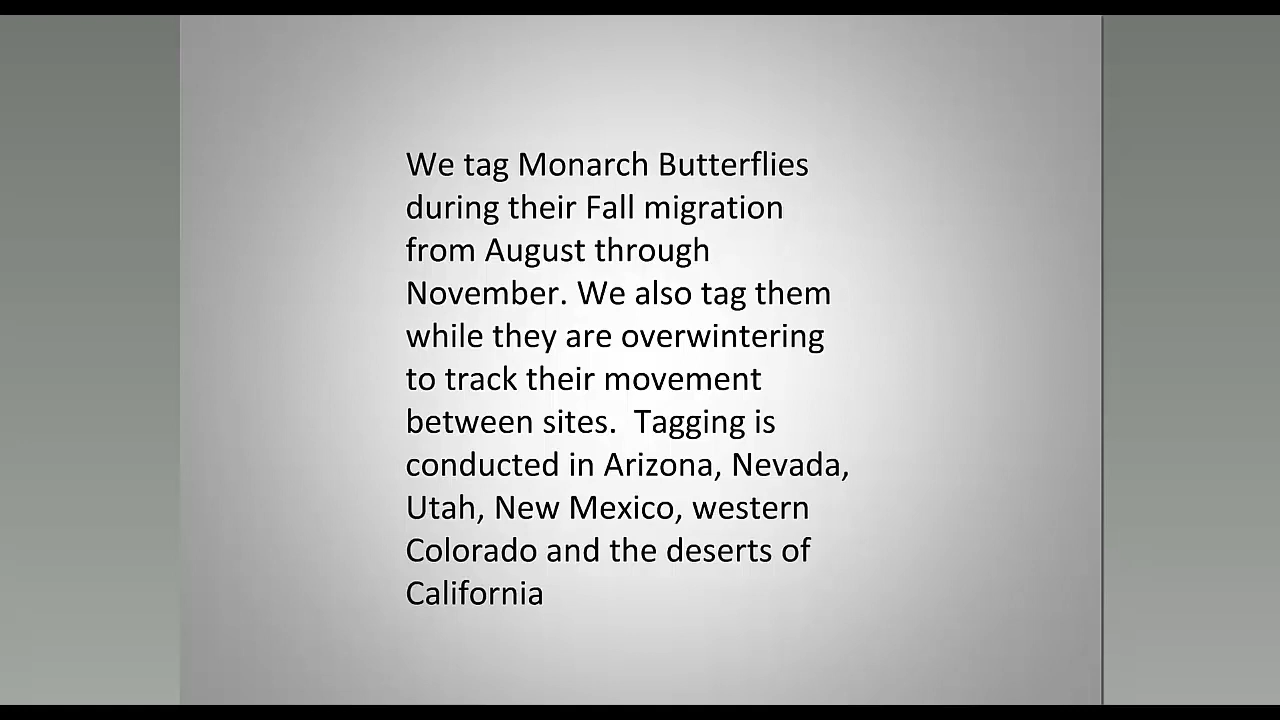 We tag Monarch Butterflies
during their Fall migration
from August through
November. We also tag them
while they are overwintering
to track their movement
between sites.  Tagging is
conducted in Arizona, Nevada,
Utah, New Mexico, western
Colorado and the deserts of
California